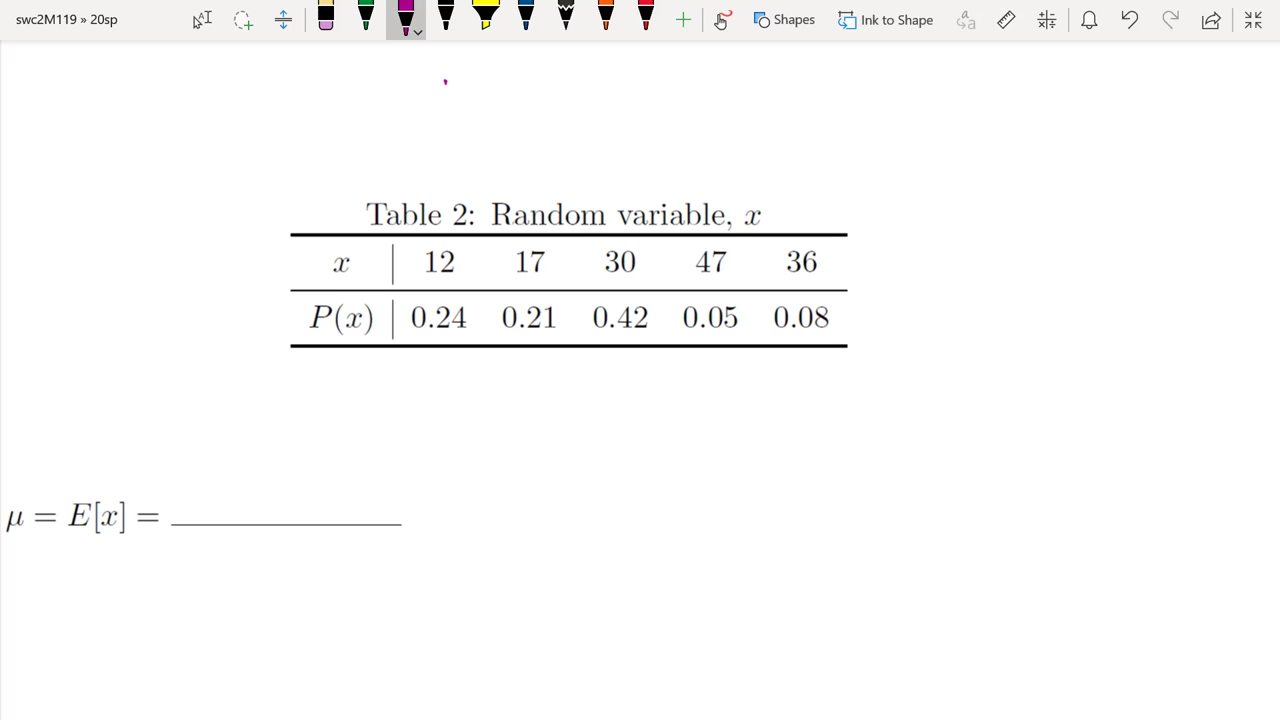 swc2M119 » 20sp
Shapes
Ink to Shape
Table 2: Random variable, x
x 12 17 30 47 36
P(x) 0.24 0.21 0.42 0.05 0.08
μ = E[x] =